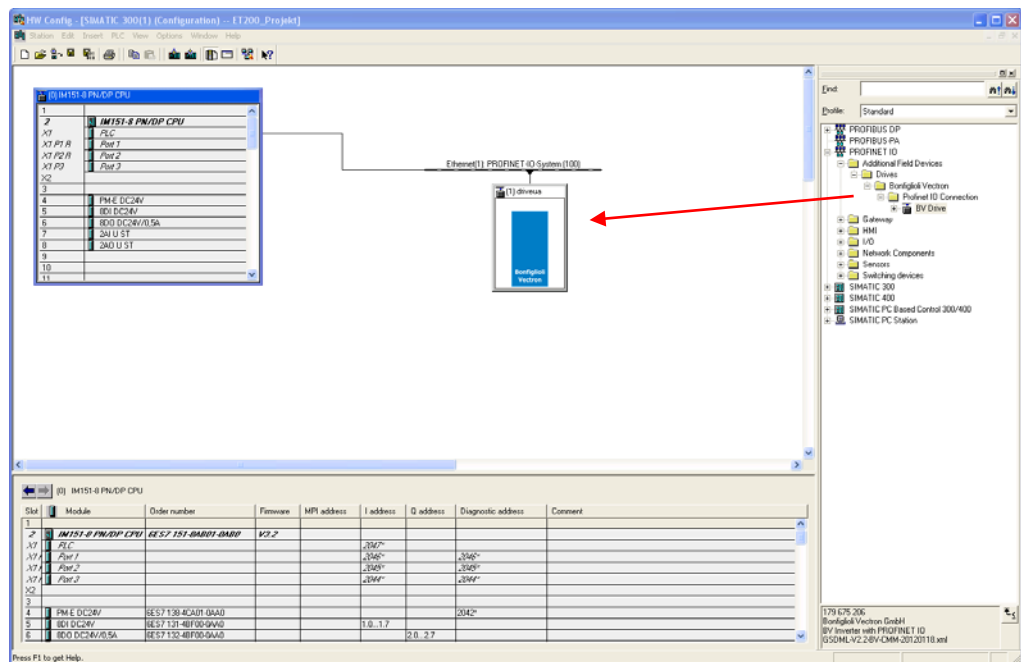 HW Config - [SIMATIC 300(1) (Configuration) -- ET200_Projekt]
Station Edit Insert PLC View Options Window Help
(0) IM151-8 PN/DP CPU
1
2 IM151-8 PN/DP CPU
X1 PLC
X1 P1 R Port 1
X1 P2 R Port 2
X1 P3 Port 3
X2
3
4 PM-E DC24V
5 8DI DC24V
6 8DO DC24V/0,5A
7 2AI U ST
8 2AO U ST
9
10
11
Ethernet(1): PROFINET-IO-System (100)
(1) driveua
Bonfiglioli
Vectron
Find:
Profile: Standard
PROFIBUS DP
PROFIBUS-PA
PROFINET IO
Additional Field Devices
Drives
Bonfiglioli Vectron
Profinet IO Connection
BV Drive
Gateway
HMI
I/O
Network Components
Sensors
Switching devices
SIMATIC 300
SIMATIC 400
SIMATIC PC Based Control 300/400
SIMATIC PC Station
(0) IM151-8 PN/DP CPU
Slot Module Order number Firmware MPI address I address Q address Diagnostic address Comment
1
2 IM151-8 PN/DP CPU 6ES7 151-8AB01-0AB0 V3.2
X1 PLC 2047*
X1 Port 1 2046* 2046*
X1 Port 2 2045* 2045*
X1 Port 3 2044* 2044*
X2
3
4 PM-E DC24V 6ES7 138-4CA01-0AA0 2042*
5 8DI DC24V 6ES7 131-4BF00-0AA0 1.0...1.7
6 8DO DC24V/0,5A 6ES7 132-4BF00-0AA0 2.0...2.7
179 675 206
Bonfiglioli Vectron GmbH
BV Inverter with PROFINET IO
GSDML-V2.2-BV-CMM-20120118.xml
Press F1 to get Help.